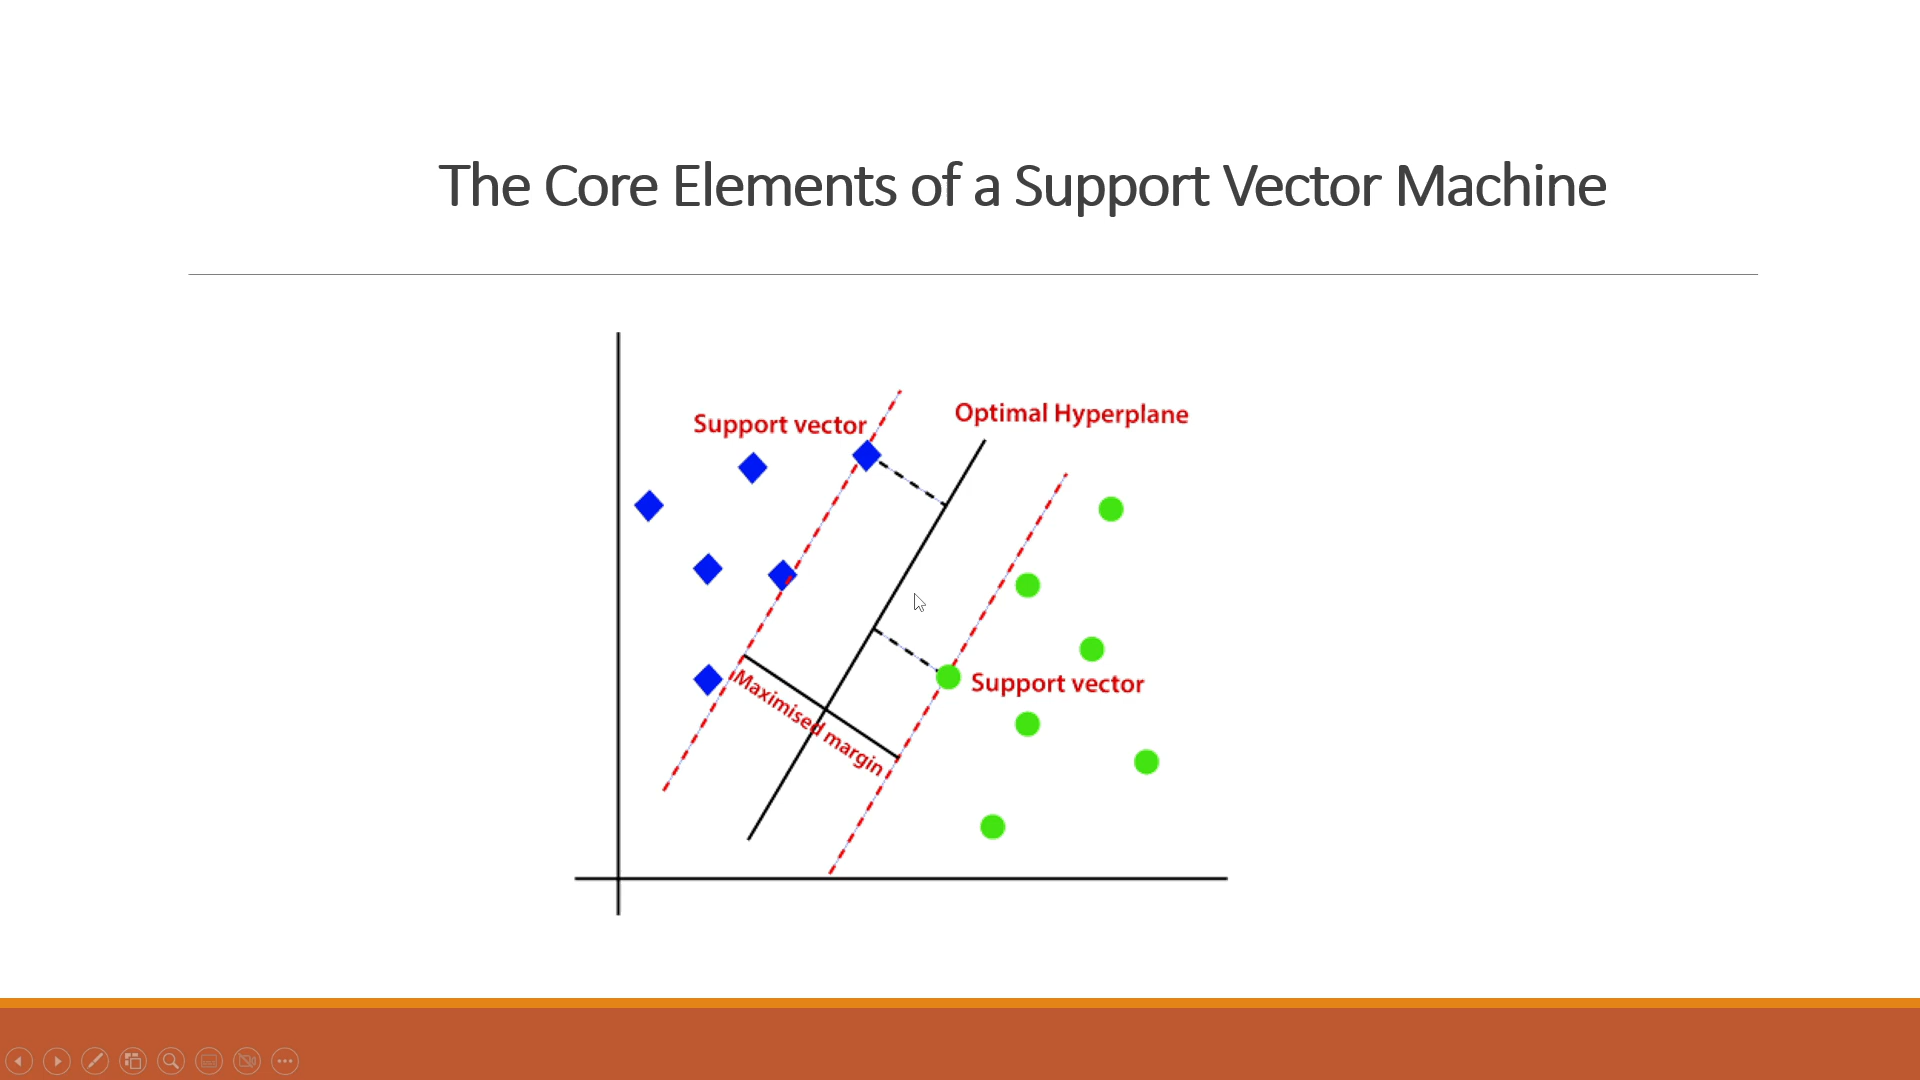 The Core Elements of a Support Vector Machine
Support vector
Optimal Hyperplane
Support vector
Maximised margin